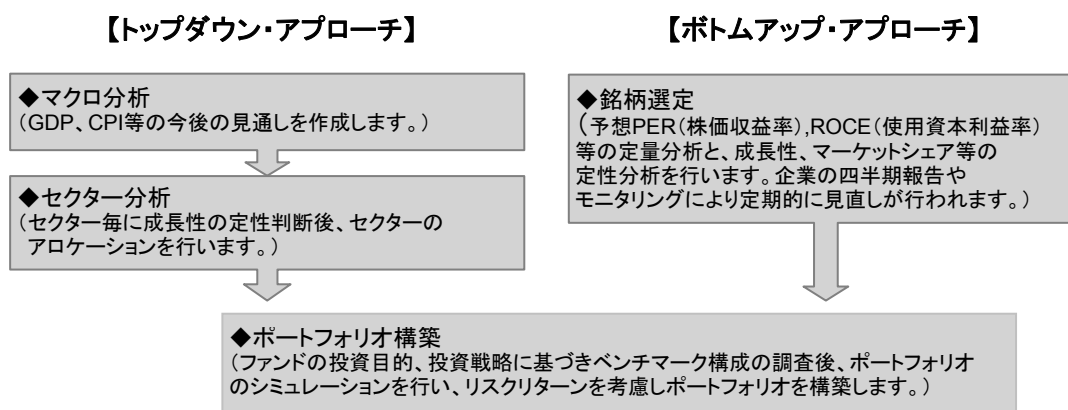 【トップダウン・アプローチ】
◆マクロ分析
(GDP、CPI等の今後の見通しを作成します。)
◆セクター分析
(セクター毎に成長性の定性判断後、セクターの
アロケーションを行います。)
【ボトムアップ・アプローチ】
◆銘柄選定
(予想PER(株価収益率),ROCE(使用資本利益率)
等の定量分析と、成長性、マーケットシェア等の
定性分析を行います。企業の四半期報告や
モニタリングにより定期的に見直しが行われます。)
◆ポートフォリオ構築
(ファンドの投資目的、投資戦略に基づきベンチマーク構成の調査後、ポートフォリオ
のシミュレーションを行い、リスクリターンを考慮しポートフォリオを構築します。)